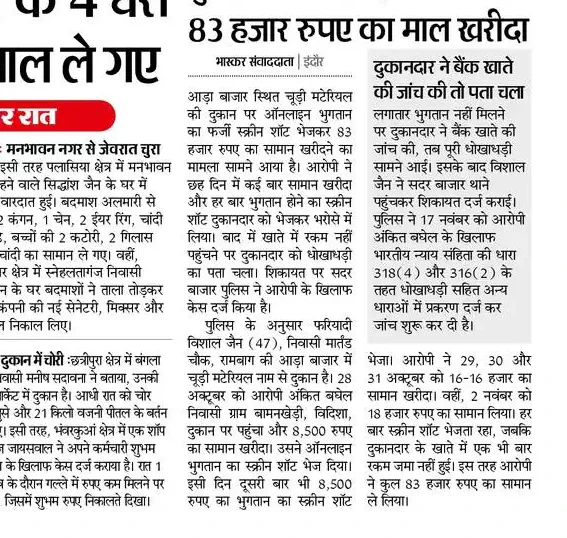 के 4 घरों
ाल ले गए
र रात
: मनभावन नगर से जेवरात चुरा
इसी तरह पलासिया क्षेत्र में मनभावन
हने वाले सिद्धांश जैन के घर में
वारदात हुई। बदमाश अलमारी से
2 कंगन, 1 चेन, 2 ईयर रिंग, चांदी
, बच्चों की 2 कटोरी, 2 गिलास
चांदी का सामान ले गए। वहीं,
र क्षेत्र में स्नेहलतागंज निवासी
न के घर बदमाशों ने ताला तोड़कर
कंपनी की नई सेनेटरी, मिक्सर और
न निकाल लिए।
दुकान में चोरी :छत्रीपुरा क्षेत्र में बंगला
वासी मनीष सदावना ने बताया, उनकी
मार्केट में दुकान है। आधी रात को चोर
घुसे और 21 किलो वजनी पीतल के बर्तन
। इसी तरह, भंवरकुआं क्षेत्र में एक शॉप
जायसवाल ने अपने कर्मचारी शुभम
के खिलाफ केस दर्ज कराया है। रात 1
के दौरान गल्ले में रुपए कम मिलने पर
जिसमें शुभम रुपए निकालते दिखा।
83 हजार रुपए का माल खरीदा
भास्कर संवाददाता | इंदौर
आड़ा बाजार स्थित चूड़ी मटेरियल
की दुकान पर ऑनलाइन भुगतान
का फर्जी स्क्रीन शॉट भेजकर 83
हजार रुपए का सामान खरीदने का
मामला सामने आया है। आरोपी ने
छह दिन में कई बार सामान खरीदा
और हर बार भुगतान होने का स्क्रीन
शॉट दुकानदार को भेजकर भरोसे में
लिया। बाद में खाते में रकम नहीं
पहुंचने पर दुकानदार को धोखाधड़ी
का पता चला। शिकायत पर सदर
बाजार पुलिस ने आरोपी के खिलाफ
केस दर्ज किया है।
पुलिस के अनुसार फरियादी
विशाल जैन (47), निवासी मार्तंड
चौक, रामबाग की आड़ा बाजार में
चूड़ी मटेरियल नाम से दुकान है। 28
अक्टूबर को आरोपी अंकित बघेल
निवासी ग्राम बामनखेड़ी, विदिशा,
दुकान पर पहुंचा और 8,500 रुपए
का सामान खरीदा। उसने ऑनलाइन
भुगतान का स्क्रीन शॉट भेज दिया।
इसी दिन दूसरी बार भी 8,500
रुपए का भुगतान का स्क्रीन शॉट
दुकानदार ने बैंक खाते
की जांच की तो पता चला
लगातार भुगतान नहीं मिलने
पर दुकानदार ने बैंक खाते की
जांच की, तब पूरी धोखाधड़ी
सामने आई। इसके बाद विशाल
जैन ने सदर बाजार थाने
पहुंचकर शिकायत दर्ज कराई।
पुलिस ने 17 नवंबर को आरोपी
अंकित बघेल के खिलाफ
भारतीय न्याय संहिता की धारा
318(4) और 316(2) के
तहत धोखाधड़ी सहित अन्य
धाराओं में प्रकरण दर्ज कर
जांच शुरू कर दी है।
भेजा। आरोपी ने 29, 30 और
31 अक्टूबर को 16-16 हजार का
सामान खरीदा। वहीं, 2 नवंबर को
18 हजार रुपए का सामान लिया। हर
बार स्क्रीन शॉट भेजता रहा, जबकि
दुकानदार के खाते में एक भी बार
रकम जमा नहीं हुई। इस तरह आरोपी
ने कुल 83 हजार रुपए का सामान
ले लिया।